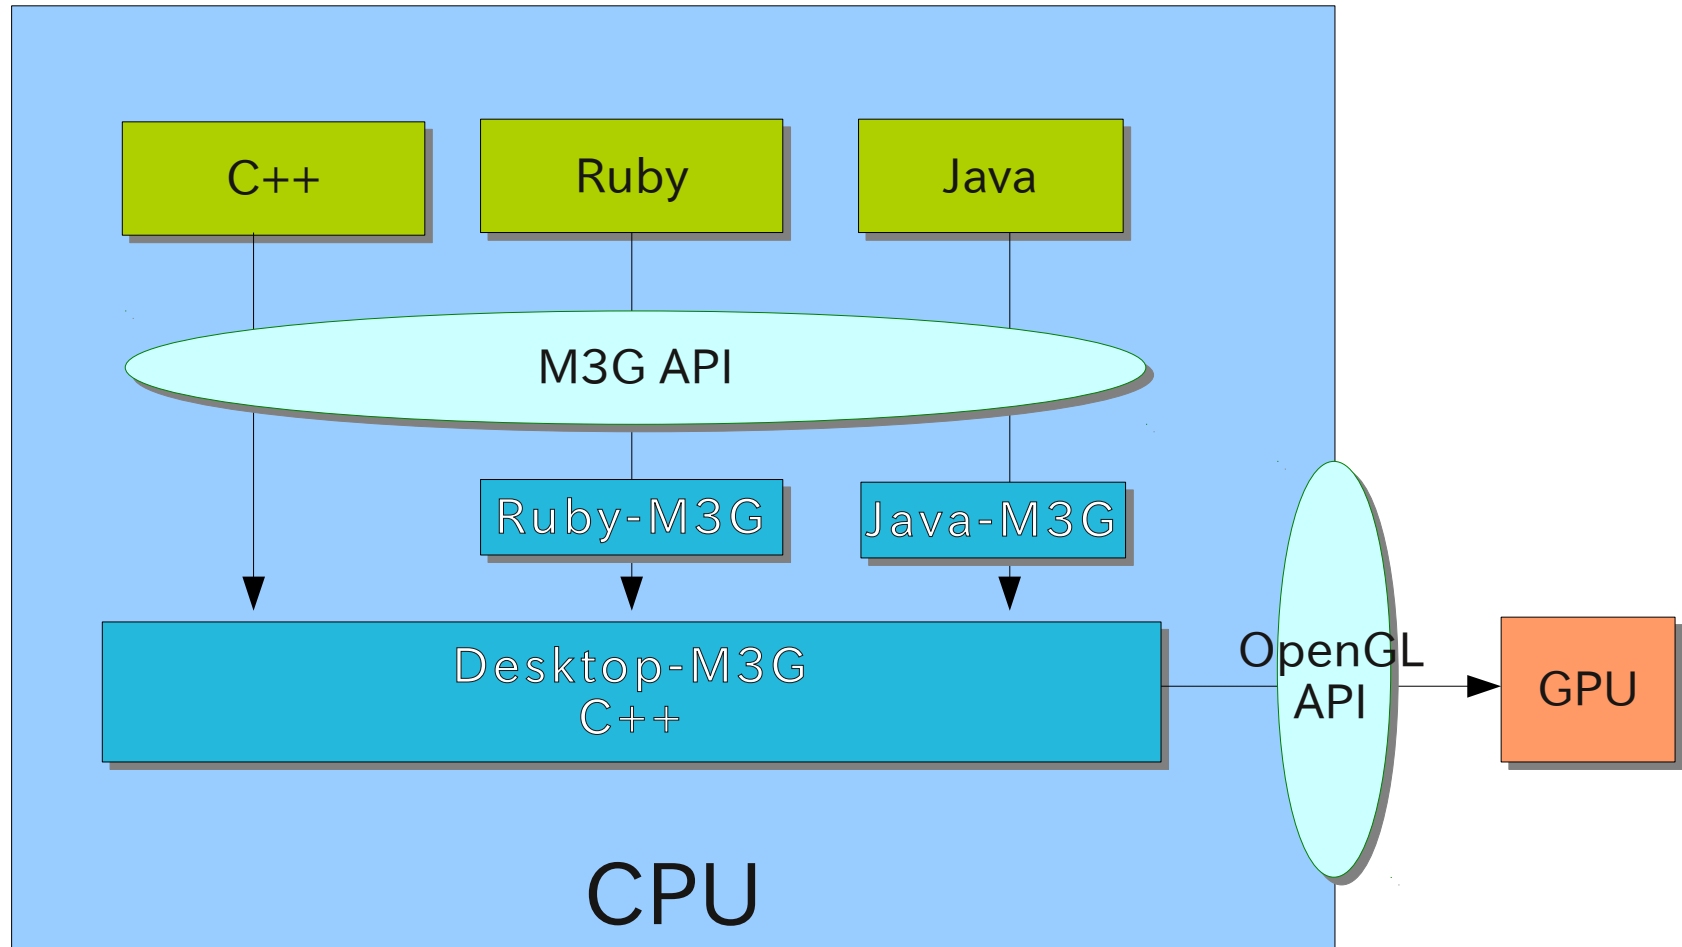 C++
Ruby
Java
M3G API
Ruby-M3G
Java-M3G
Desktop-M3G
C++
OpenGL
API
GPU
CPU